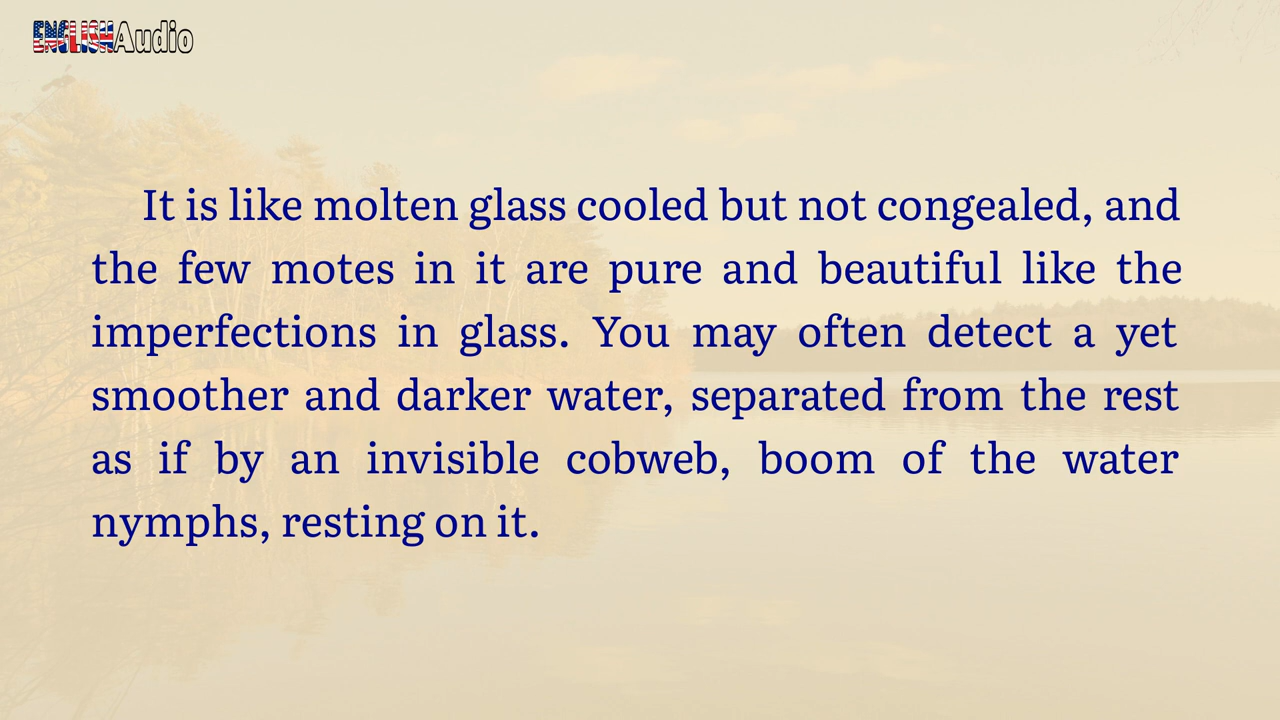 ENGLISHAudio
It is like molten glass cooled but not congealed, and
the few motes in it are pure and beautiful like the
imperfections in glass. You may often detect a yet
smoother and darker water, separated from the rest
as if by an invisible cobweb, boom of the water
nymphs, resting on it.